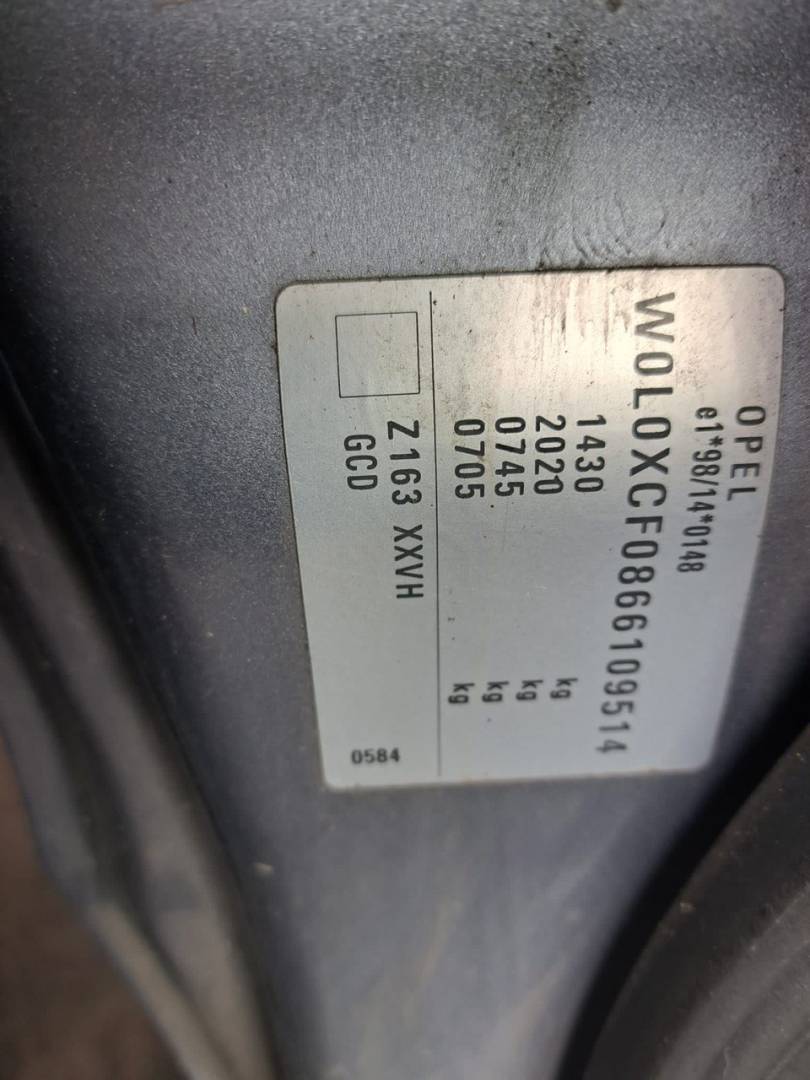 OPEL
e1*98/14*0148
W0L0XCF0866109514
1430 kg
2020 kg
0745 kg
0705 kg
Z163 XXVH
GCD
0584